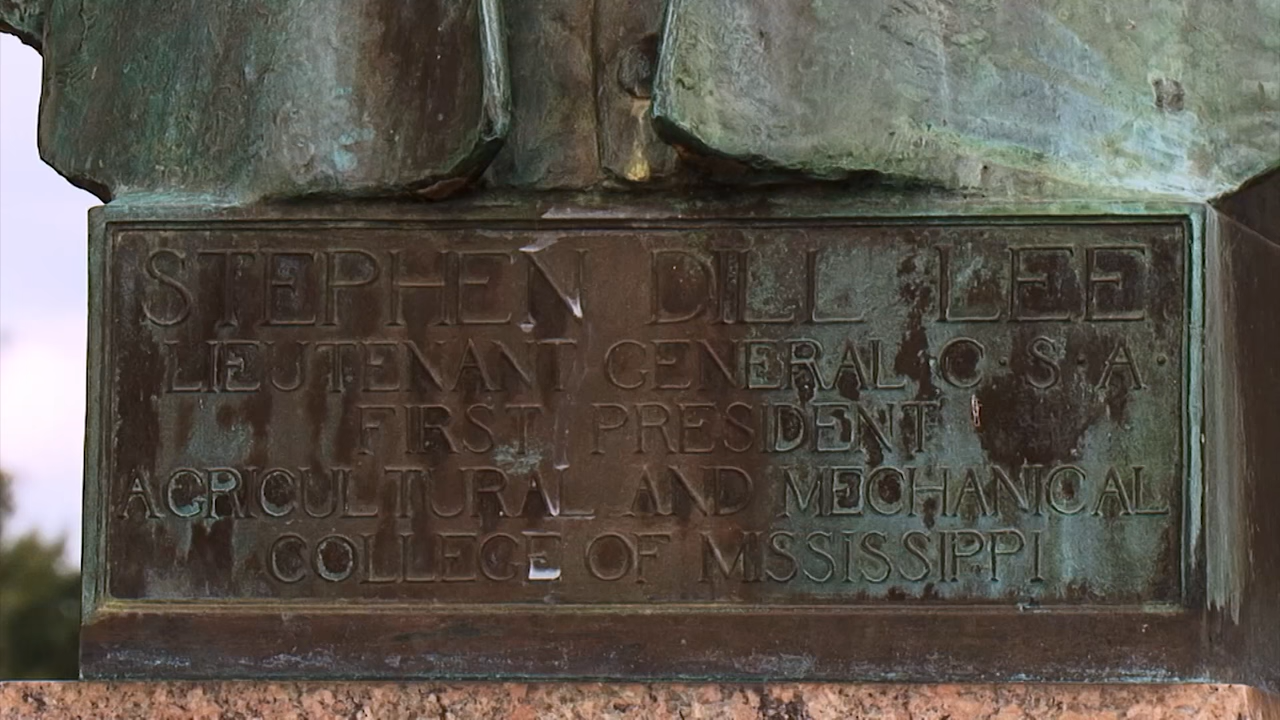 STEPHEN DILL LEE
LIEUTENANT GENERAL C·S·A·
FIRST PRESIDENT
AGRICULTURAL AND MECHANICAL
COLLEGE OF MISSISSIPPI